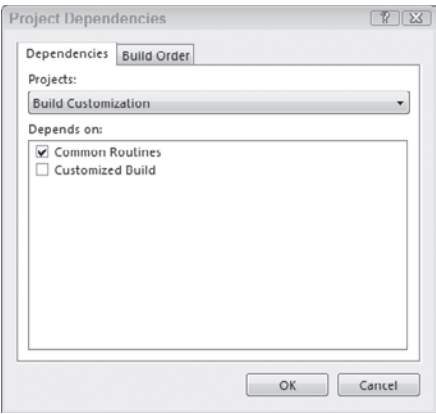 Project Dependencies
Dependencies
Build Order
Projects:
Build Customization
Depends on:
Common Routines
Customized Build
OK
Cancel